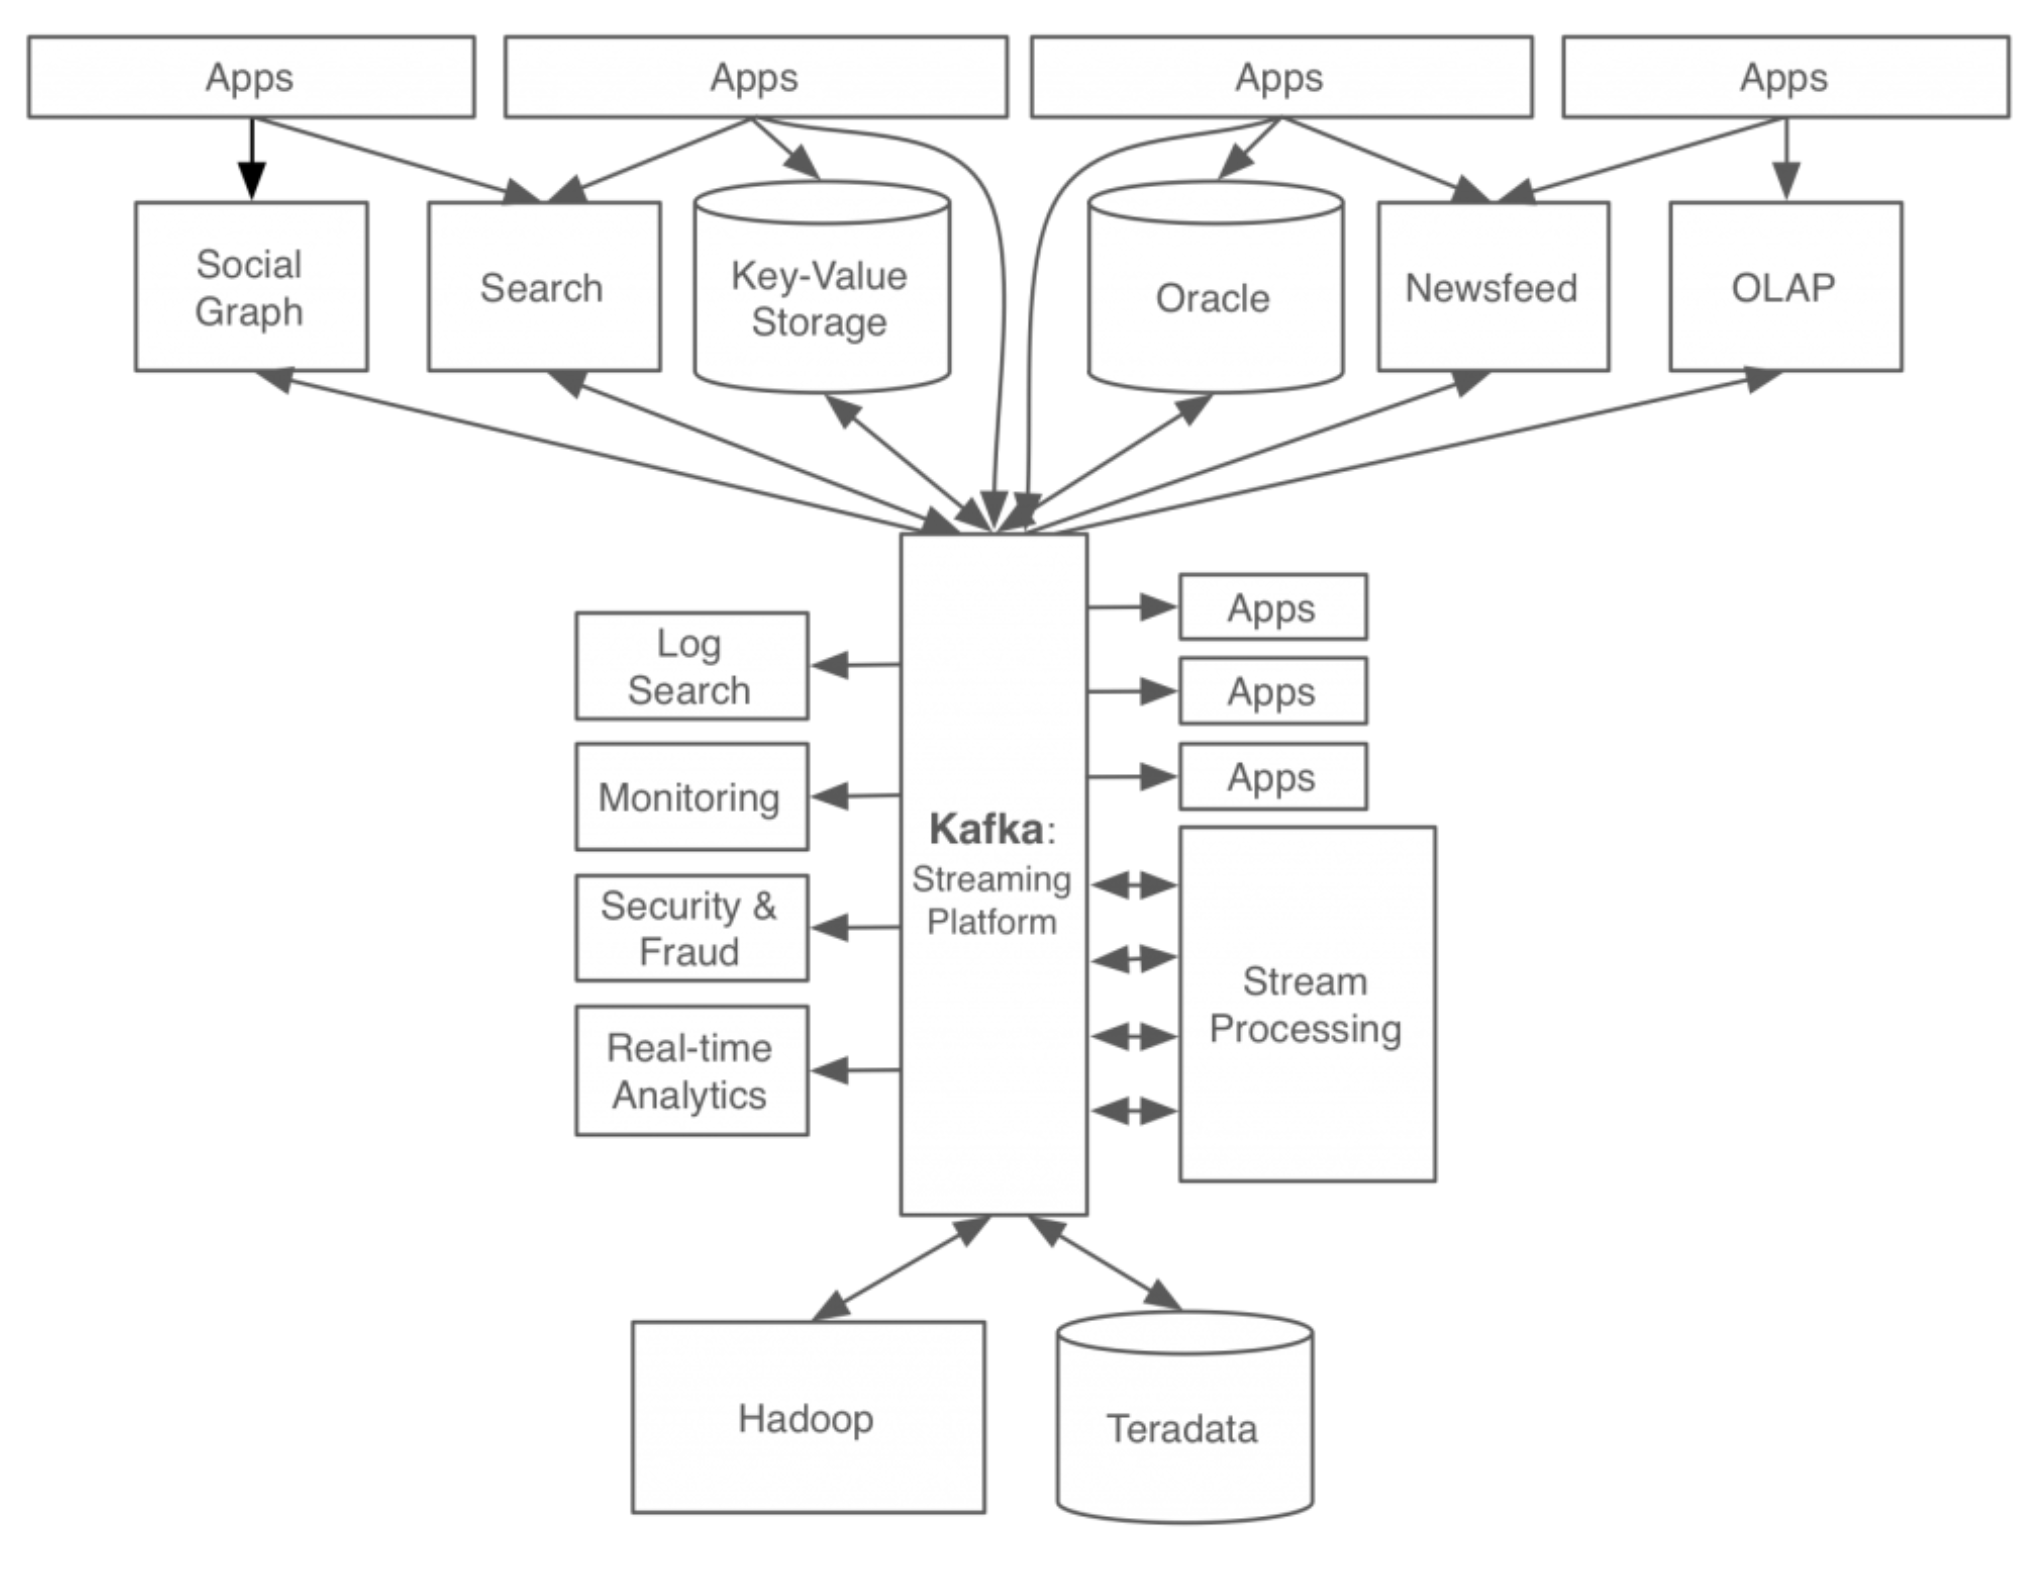 Apps
Apps
Apps
Apps
Social
Graph
Search
Key-Value
Storage
Oracle
Newsfeed
OLAP
Log
Search
Monitoring
Security &
Fraud
Real-time
Analytics
Kafka:
Streaming
Platform
Apps
Apps
Apps
Stream
Processing
Hadoop
Teradata